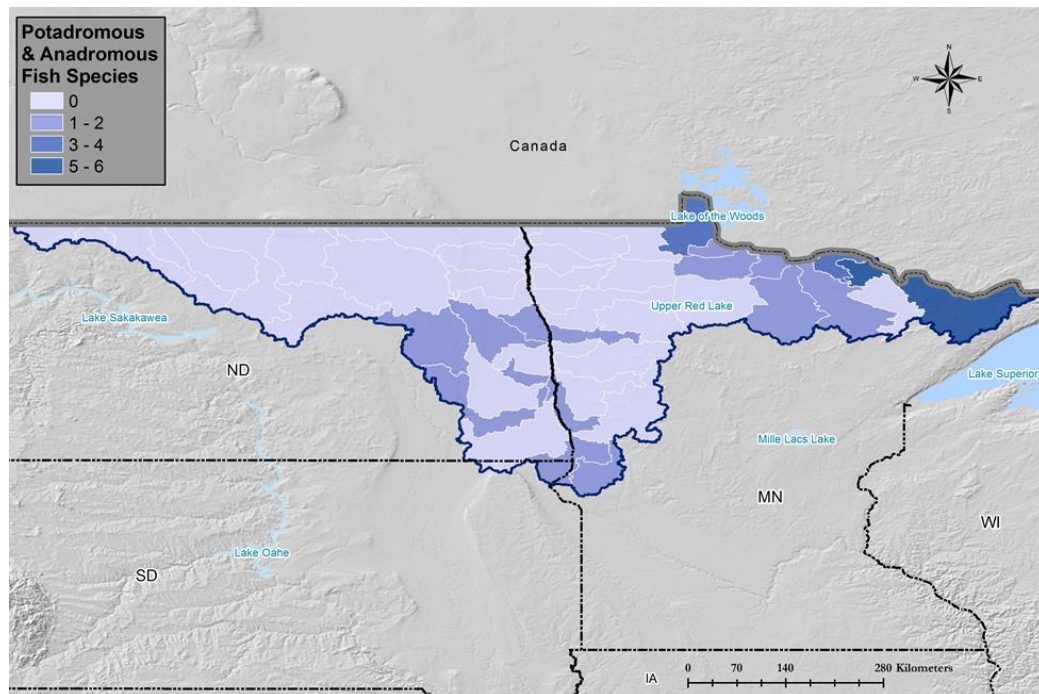 Potadromous
& Anadromous
Fish Species
0
1 - 2
3 - 4
5 - 6
N
W
E
S
Canada
Lake of the Woods
Upper Red Lake
Lake Sakakawea
ND
Lake Superior
Mille Lacs Lake
MN
WI
Lake Oahe
SD
IA
0 70 140 280 Kilometers